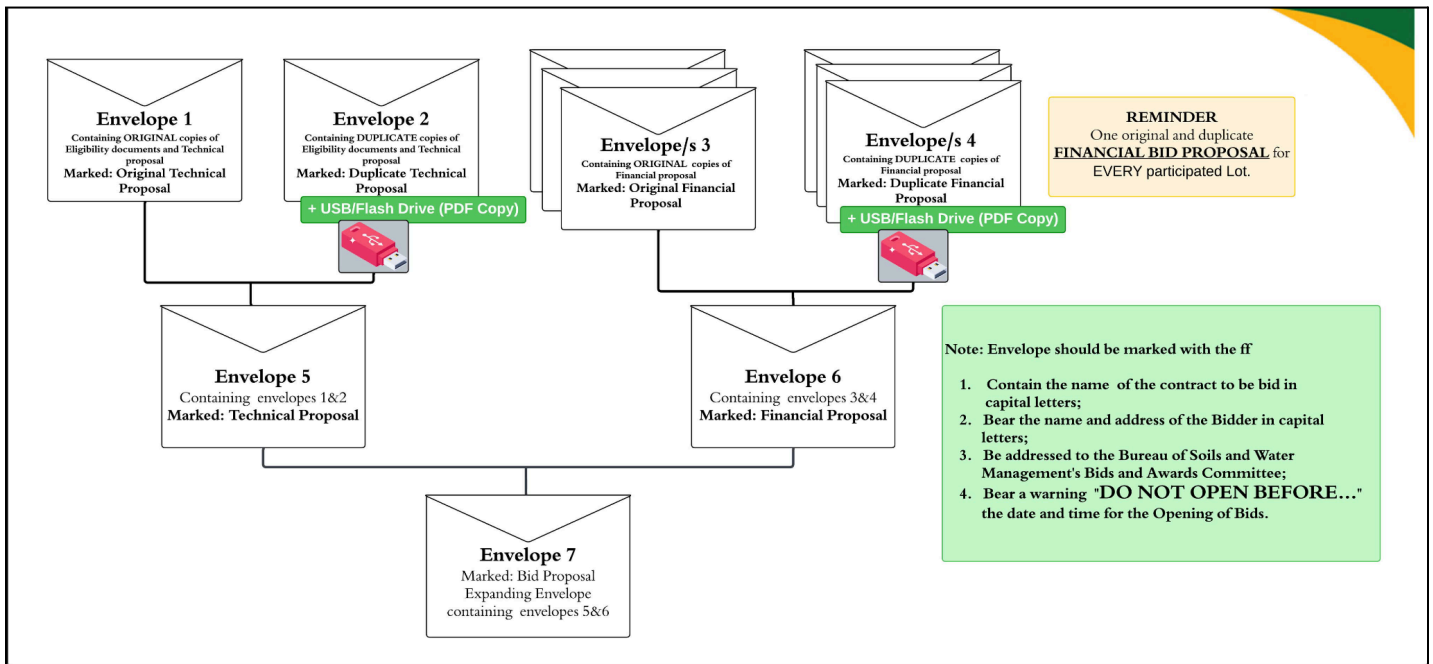 Envelope 1
Containing ORIGINAL copies of
Eligibility documents and Technical
proposal
Marked: Original Technical
Proposal
Envelope 2
Containing DUPLICATE copies of
Eligibility documents and Technical
proposal
Marked: Duplicate Technical
Proposal
+ USB/Flash Drive (PDF Copy)
Envelope/s 3
Containing ORIGINAL copies of
Financial proposal
Marked: Original Financial
Proposal
Envelope/s 4
Containing DUPLICATE copies of
Financial proposal
Marked: Duplicate Financial
Proposal
+ USB/Flash Drive (PDF Copy)
REMINDER
One original and duplicate
FINANCIAL BID PROPOSAL for
EVERY participated Lot.
Envelope 5
Containing envelopes 1&2
Marked: Technical Proposal
Envelope 6
Containing envelopes 3&4
Marked: Financial Proposal
Note: Envelope should be marked with the ff
1. Contain the name of the contract to be bid in
capital letters;
2. Bear the name and address of the Bidder in capital
letters;
3. Be addressed to the Bureau of Soils and Water
Management's Bids and Awards Committee;
4. Bear a warning "DO NOT OPEN BEFORE..."
the date and time for the Opening of Bids.
Envelope 7
Marked: Bid Proposal
Expanding Envelope
containing envelopes 5&6